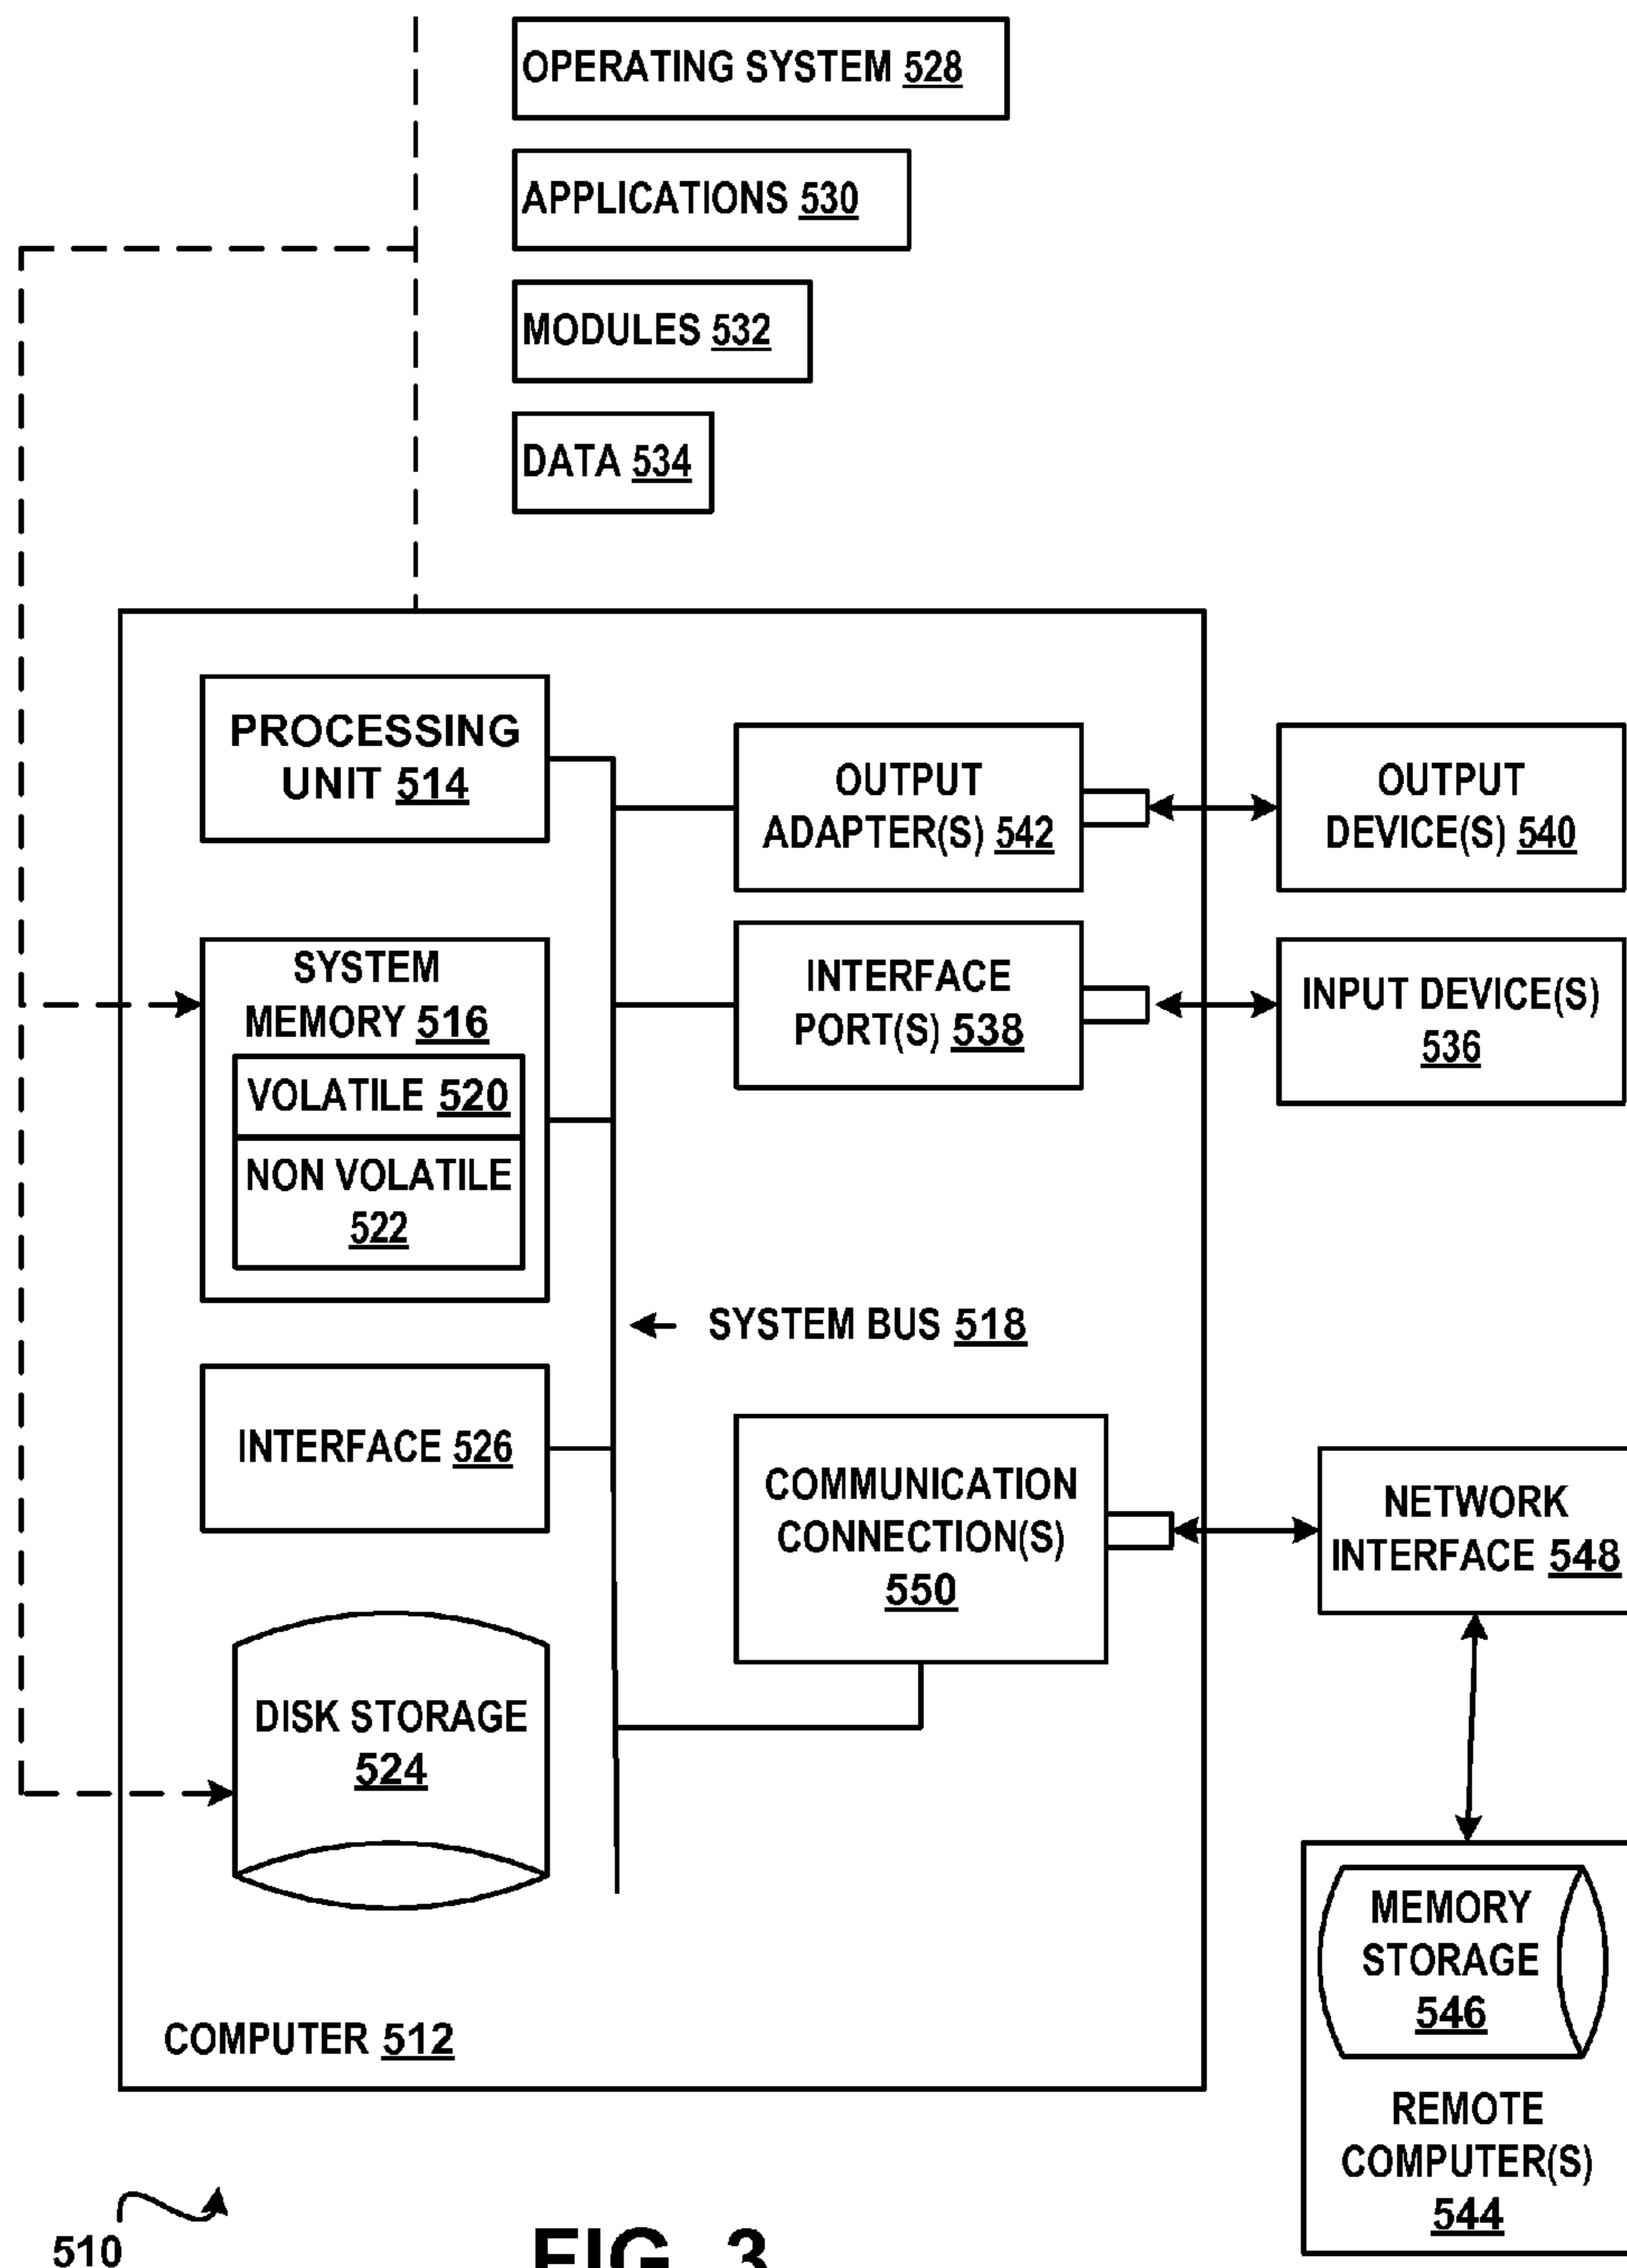 OPERATING SYSTEM 528
APPLICATIONS 530
MODULES 532
DATA 534
PROCESSING
UNIT 514
OUTPUT
ADAPTER(S) 542
OUTPUT
DEVICE(S) 540
SYSTEM
MEMORY 516
VOLATILE 520
NON VOLATILE
522
INTERFACE
PORT(S) 538
INPUT DEVICE(S)
536
SYSTEM BUS 518
INTERFACE 526
COMMUNICATION
CONNECTION(S)
550
NETWORK
INTERFACE 548
DISK STORAGE
524
MEMORY
STORAGE
546
REMOTE
COMPUTER(S)
544
COMPUTER 512
510
FIG. 3